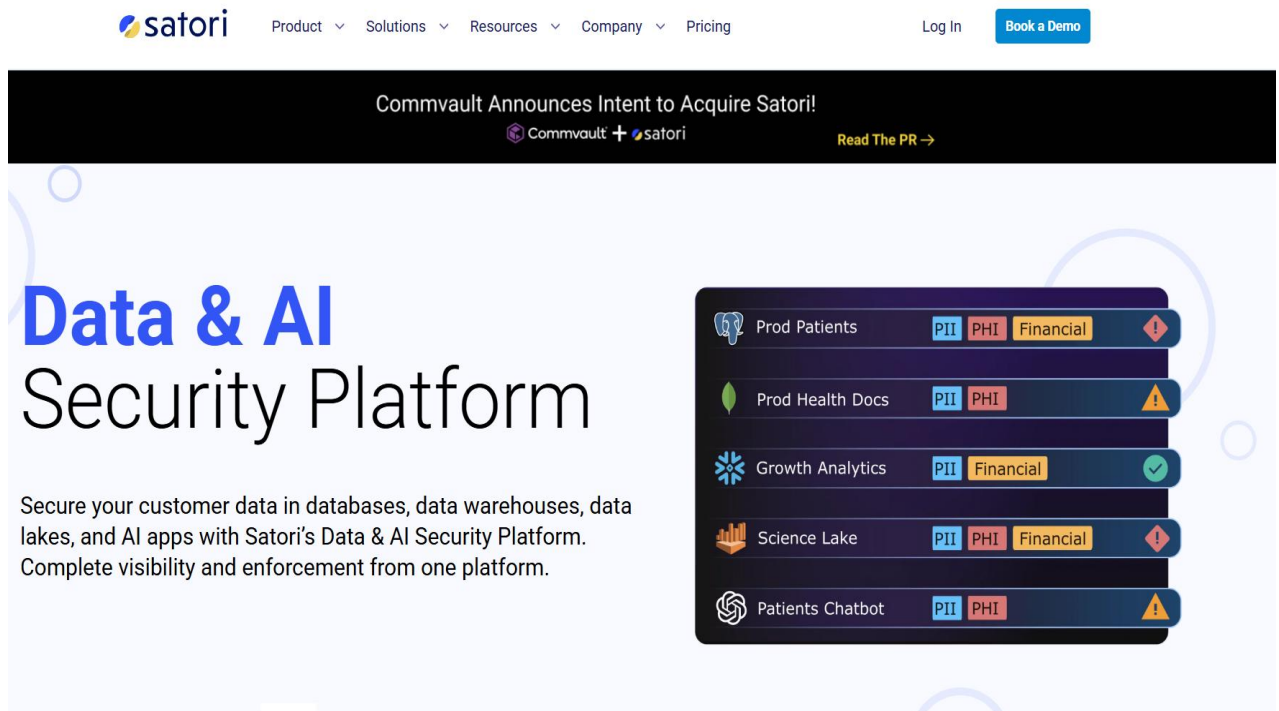 satori Product Solutions Resources Company Pricing Log In Book a Demo
Commvault Announces Intent to Acquire Satori!
Commvault + satori
Read The PR →
Data & AI
Security Platform
Secure your customer data in databases, data warehouses, data
lakes, and AI apps with Satori’s Data & AI Security Platform.
Complete visibility and enforcement from one platform.
Prod Patients PII PHI Financial
Prod Health Docs PII PHI
Growth Analytics PII Financial
Science Lake PII PHI Financial
Patients Chatbot PII PHI